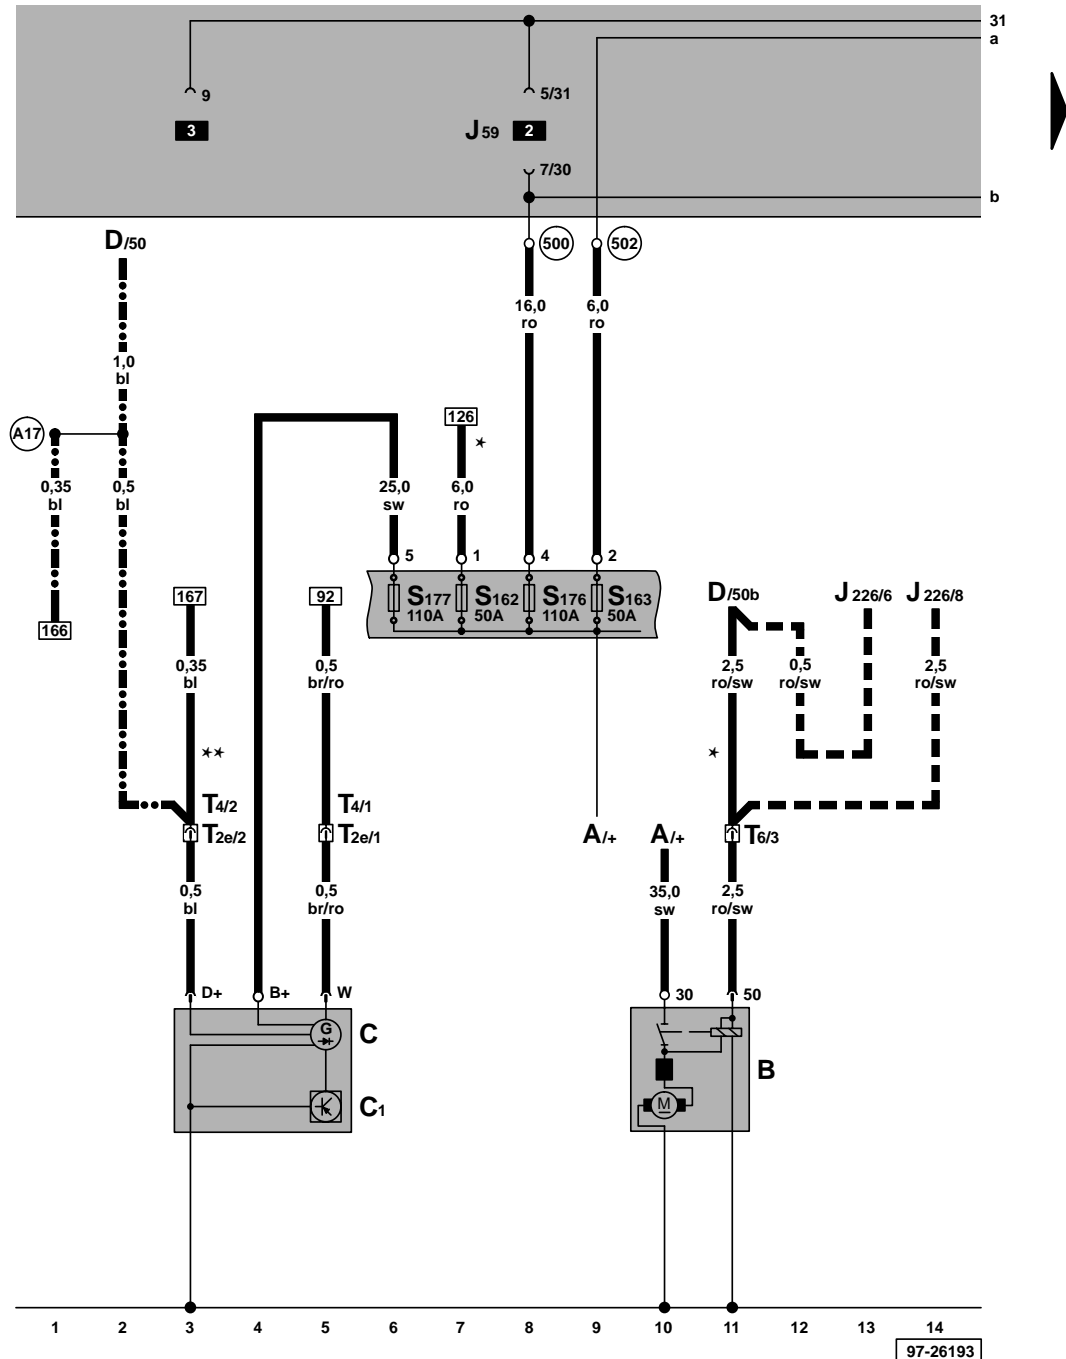 31
a
9
5/31
3
J59 2
7/30
b
D/50
500
502
16,0
ro
6,0
ro
1,0
bl
126
*
A17
0,35
bl
0,5
bl
25,0
sw
6,0
ro
5
1
4
2
S177
110A
S162
50A
S176
110A
S163
50A
167
92
166
D/50b
J226/6
J226/8
0,35
bl
0,5
br/ro
2,5
ro/sw
0,5
ro/sw
2,5
ro/sw
**
*
T4/2
T2e/2
T4/1
T2e/1
A/+
A/+
T6/3
0,5
bl
0,5
br/ro
35,0
sw
2,5
ro/sw
D+
B+
W
30
50
G
C
C1
M
B
1 2 3 4 5 6 7 8 9 10 11 12 13 14
97-26193